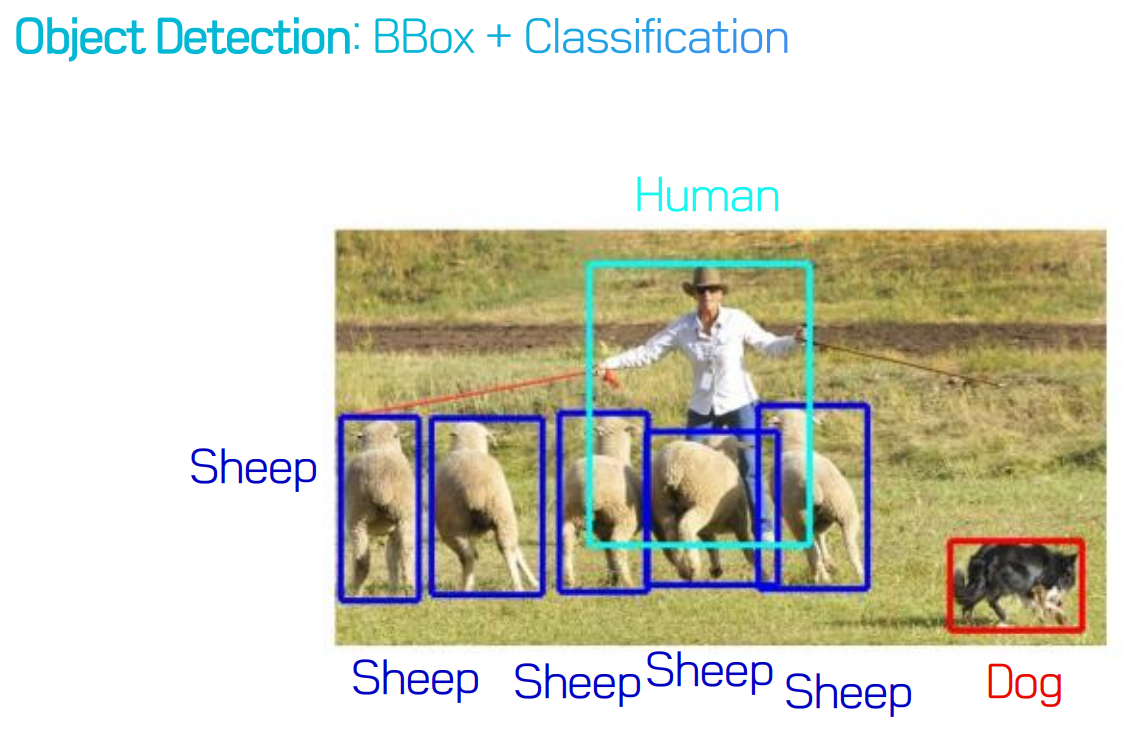 Object Detection: BBox + Classification
Human
Sheep
Sheep
Sheep
Sheep
Sheep
Dog